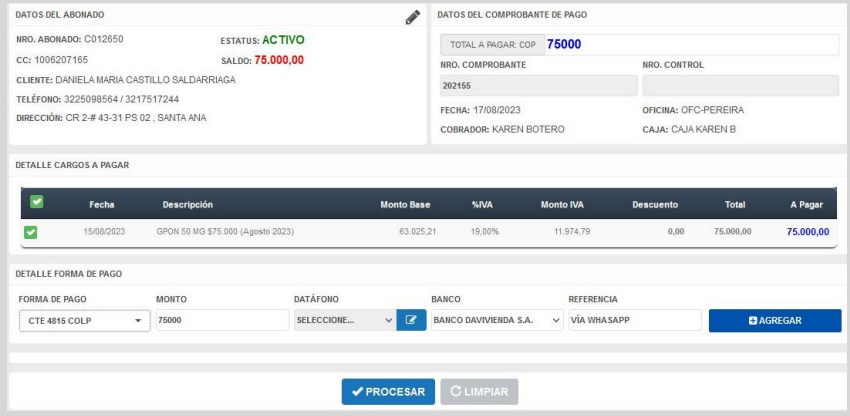 DATOS DEL ABONADO
NRO. ABONADO: C012650 ESTATUS: ACTIVO
CC: 1006207165 SALDO: 75.000,00
CLIENTE: DANIELA MARIA CASTILLO SALDARRIAGA
TELÉFONO: 3225098564 / 3217517244
DIRECCIÓN: CR 2-# 43-31 PS 02 , SANTA ANA
DATOS DEL COMPROBANTE DE PAGO
TOTAL A PAGAR: COP 75000
NRO. COMPROBANTE NRO. CONTROL
202155
FECHA: 17/08/2023 OFICINA: OFC-PEREIRA
COBRADOR: KAREN BOTERO CAJA: CAJA KAREN B
DETALLE CARGOS A PAGAR
Fecha Descripción Monto Base %IVA Monto IVA Descuento Total A Pagar
15/08/2023 GPON 50 MG $75.000 (Agosto 2023) 63.025,21 19,00% 11.974,79 0,00 75.000,00 75.000,00
DETALLE FORMA DE PAGO
FORMA DE PAGO MONTO DATÁFONO BANCO REFERENCIA
CTE 4815 COLP 75000 SELECCIONE... BANCO DAVIVIENDA S.A. VÍA WHASAPP AGREGAR
PROCESAR LIMPIAR